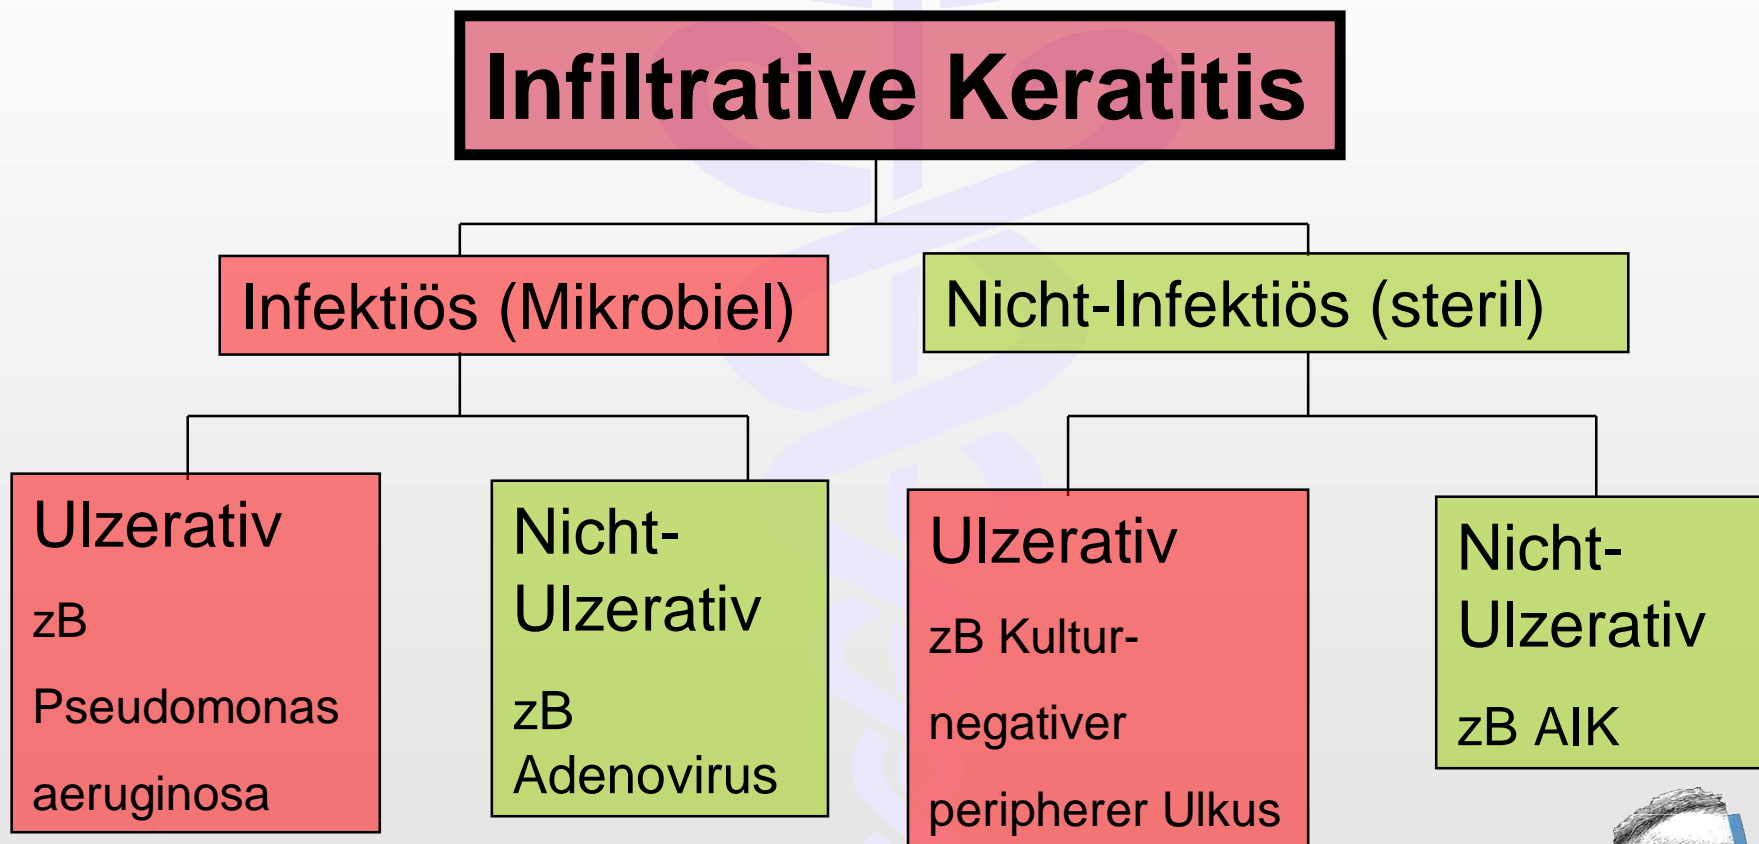 Infiltrative Keratitis
Infektiös (Mikrobiel)
Nicht-Infektiös (steril)
Ulzerativ
zB
Pseudomonas
aeruginosa
Nicht-
Ulzerativ
zB
Adenovirus
Ulzerativ
zB Kultur-
negativer
peripherer Ulkus
Nicht-
Ulzerativ
zB AIK